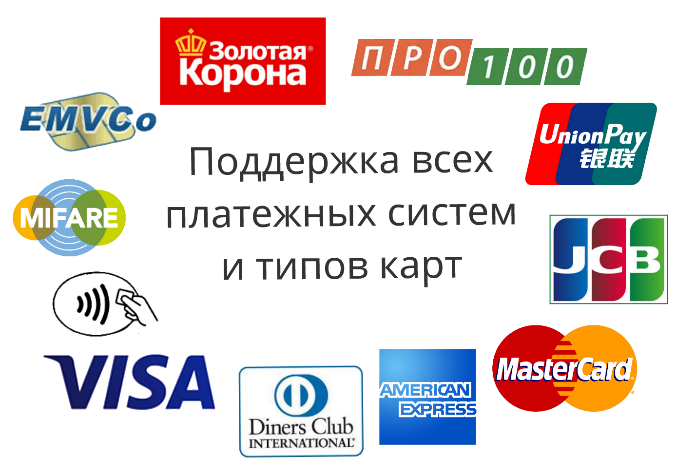 ЗОЛОТАЯ
КОРОНА
ПРО100
EMVCo
UnionPay
银联
Поддержка всех
платежных систем
и типов карт
MIFARE
JCB
VISA
Diners Club
INTERNATIONAL®
AMERICAN
EXPRESS
MasterCard